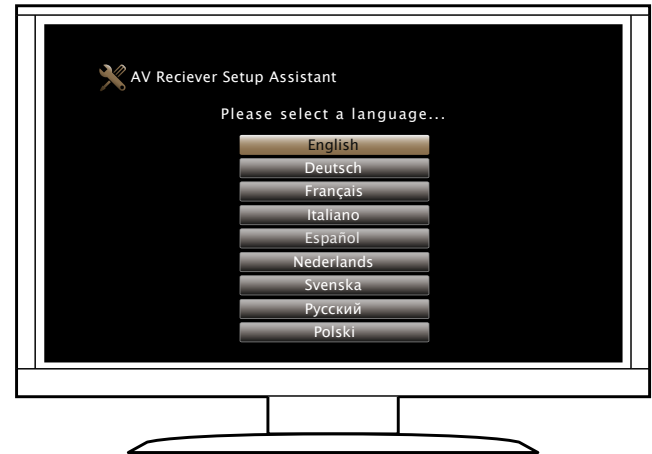 AV Reciever Setup Assistant
Please select a language...
English
Deutsch
Français
Italiano
Español
Nederlands
Svenska
Русский
Polski